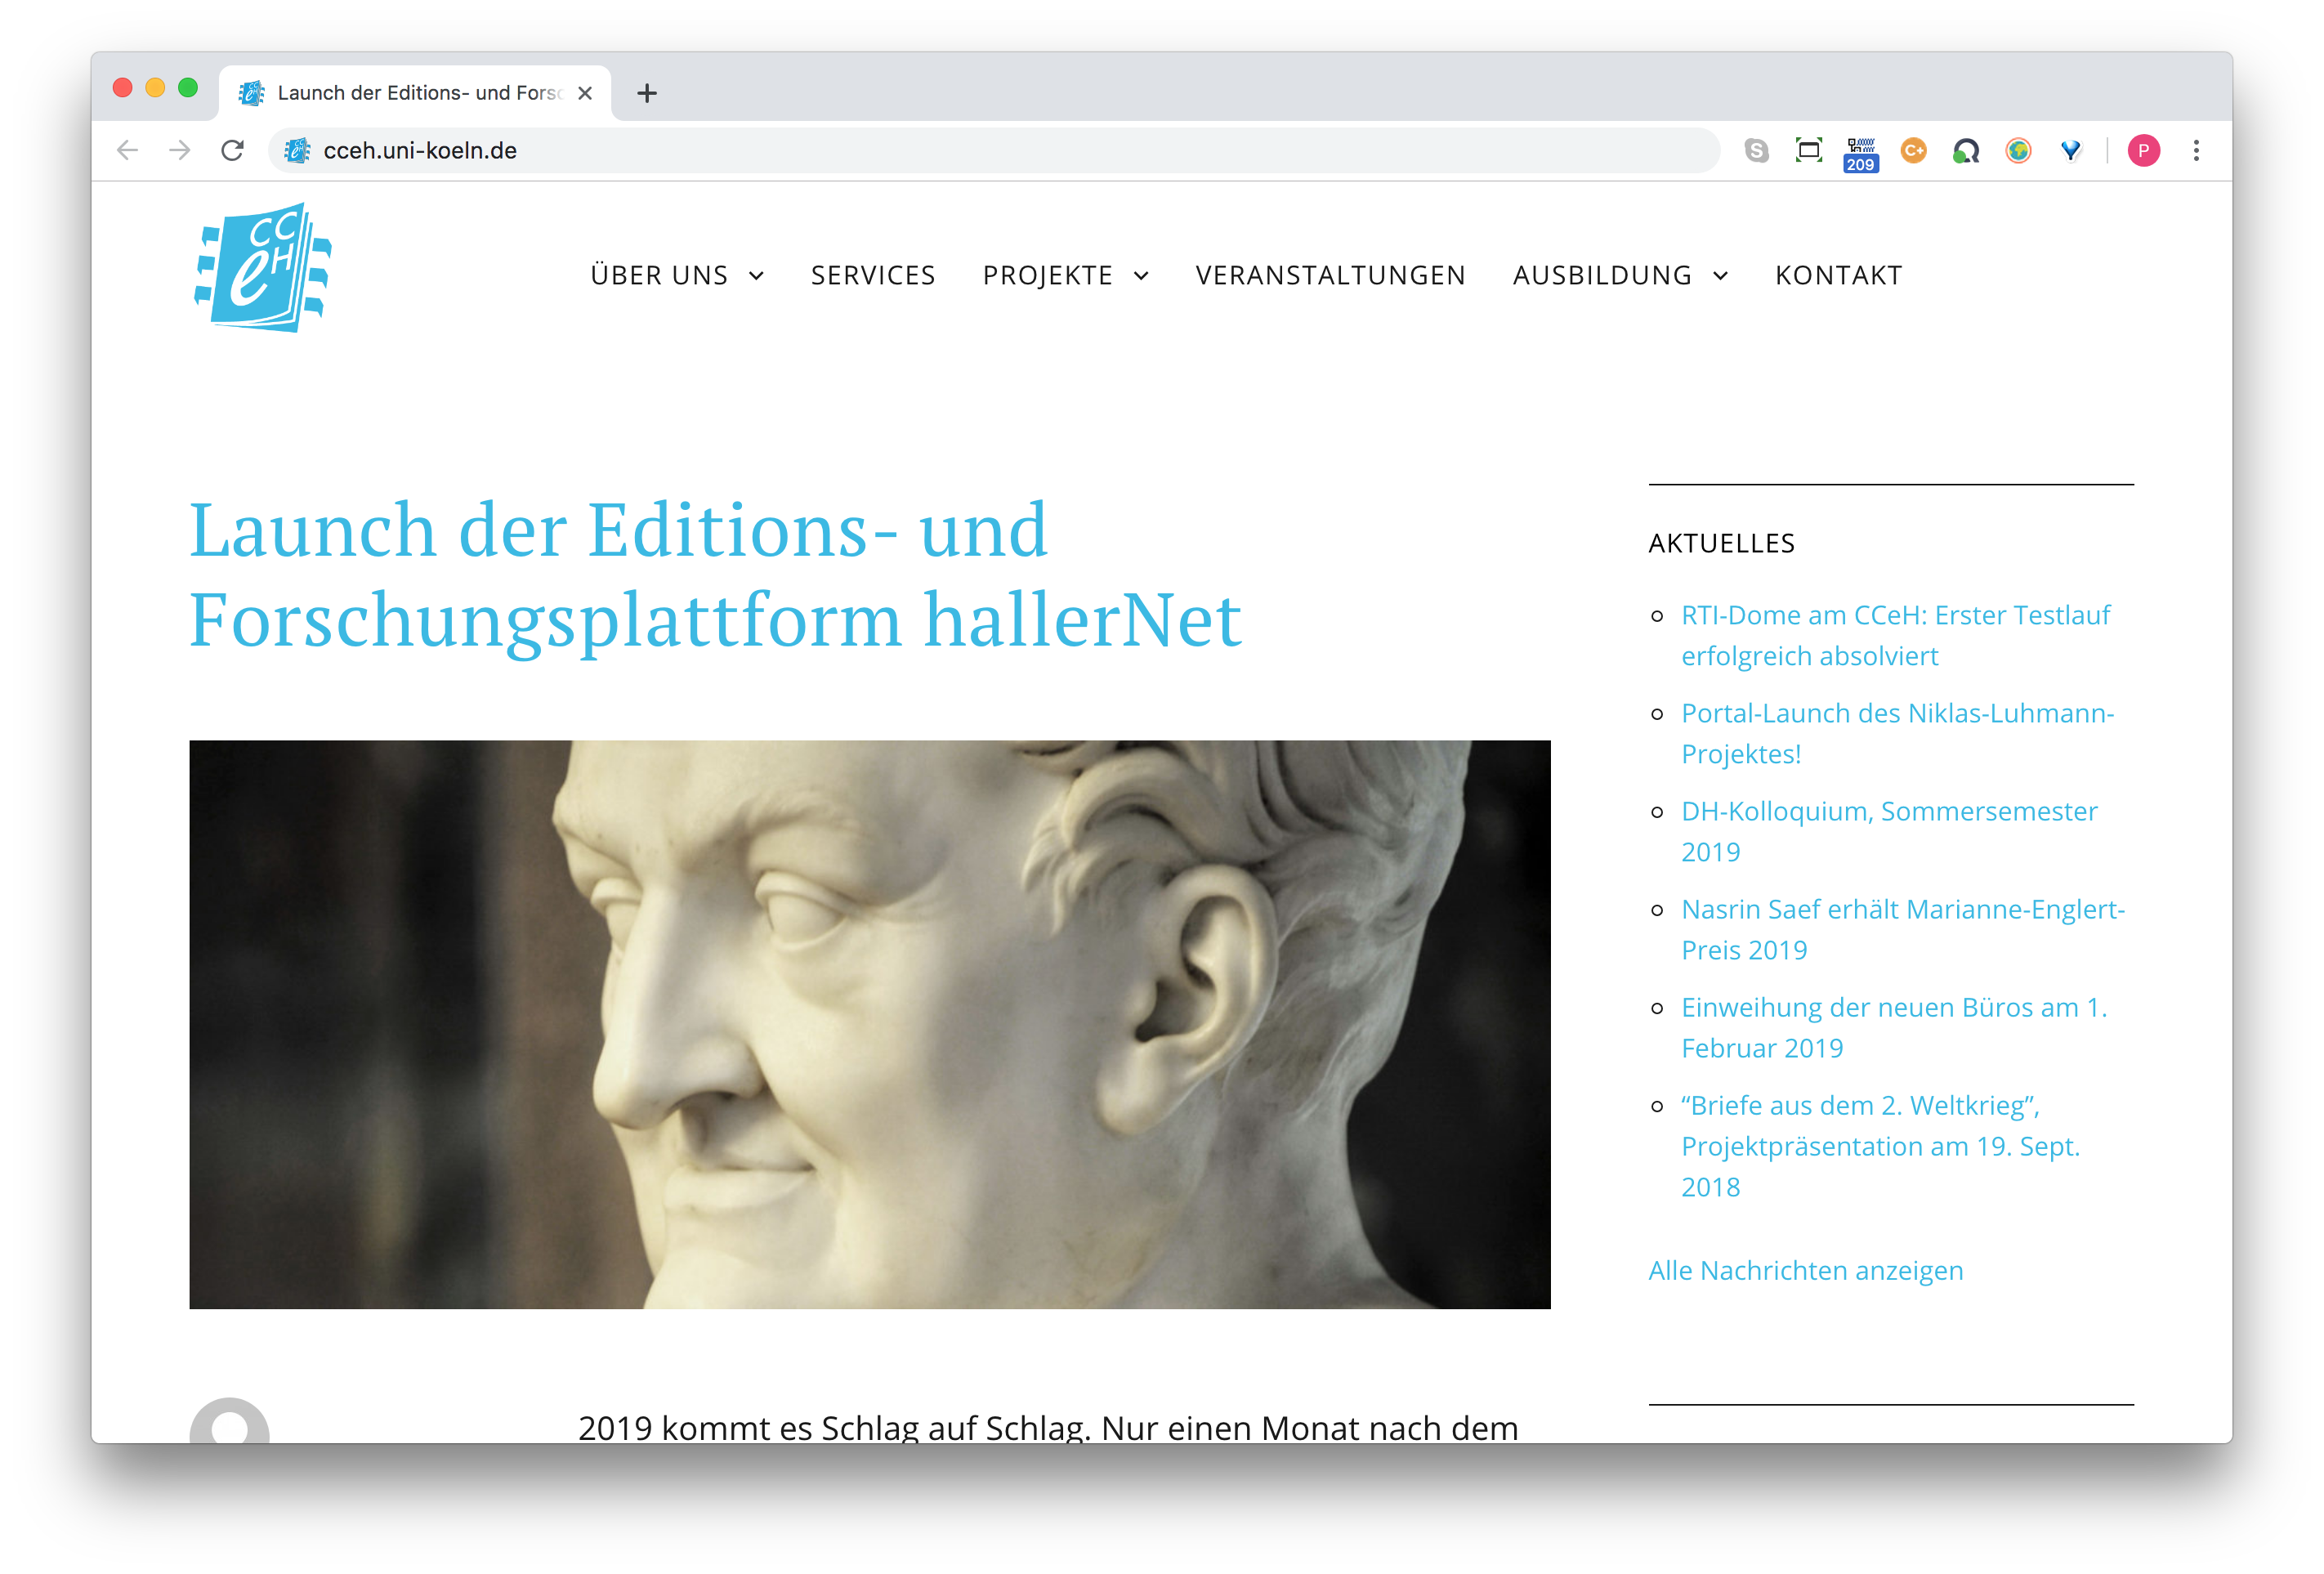 Launch der Editions- und Forsc
cceh.uni-koeln.de
209
C+
P
CC
eH
ÜBER UNS
SERVICES
PROJEKTE
VERANSTALTUNGEN
AUSBILDUNG
KONTAKT
Launch der Editions- und
Forschungsplattform hallerNet
2019 kommt es Schlag auf Schlag. Nur einen Monat nach dem
AKTUELLES
RTI-Dome am CCeH: Erster Testlauf
erfolgreich absolviert
Portal-Launch des Niklas-Luhmann-
Projektes!
DH-Kolloquium, Sommersemester
2019
Nasrin Saef erhält Marianne-Englert-
Preis 2019
Einweihung der neuen Büros am 1.
Februar 2019
“Briefe aus dem 2. Weltkrieg”,
Projektpräsentation am 19. Sept.
2018
Alle Nachrichten anzeigen